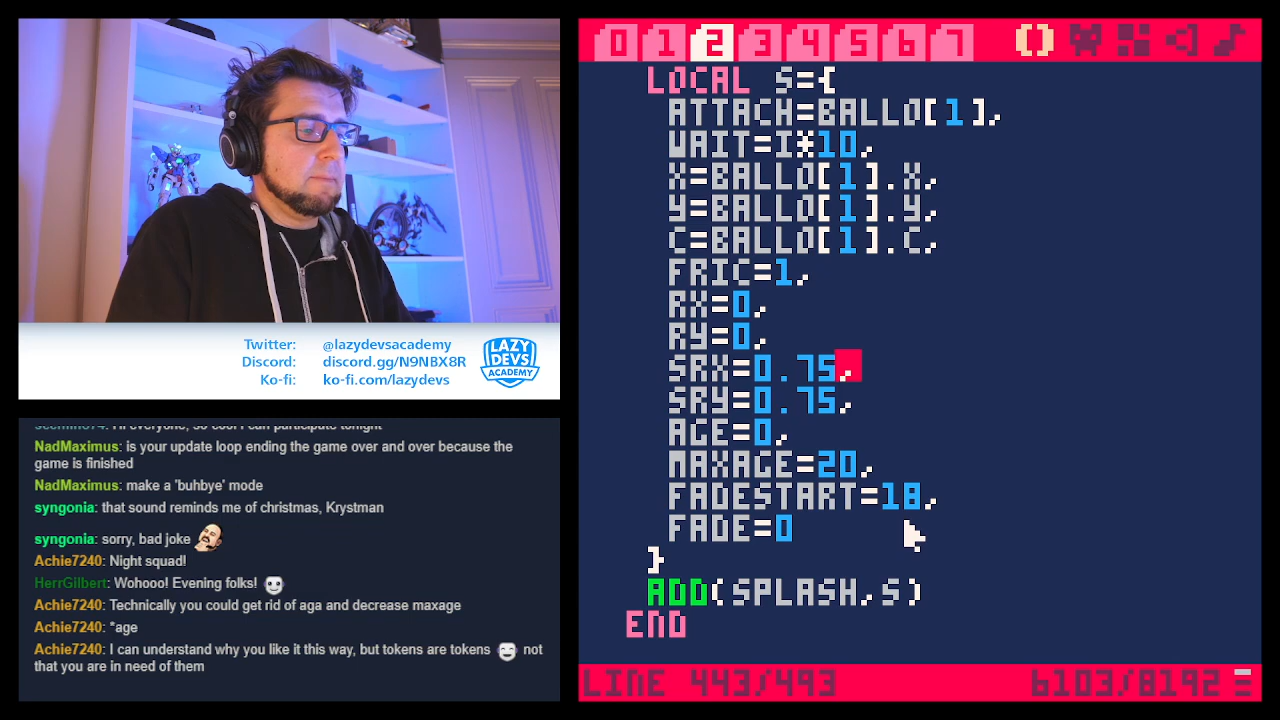 Twitter: @lazydevsacademy
Discord: discord.gg/N9NBX8R
Ko-fi: ko-fi.com/lazydevs
LAZY
DEVS
ACADEMY
NadMaximus: is your update loop ending the game over and over because the
game is finished
NadMaximus: make a 'buhbye' mode
syngonia: that sound reminds me of christmas, Krystman
syngonia: sorry, bad joke
Achie7240: Night squad!
HerrGilbert: Wohooo! Evening folks!
Achie7240: Technically you could get rid of aga and decrease maxage
Achie7240: *age
Achie7240: I can understand why you like it this way, but tokens are tokens not
that you are in need of them
0 1 2 3 4 5 6 7 ()
LOCAL S={
ATTACH=BALLO[1],
WAIT=I*10,
X=BALLO[1].X,
Y=BALLO[1].Y,
C=BALLO[1].C,
FRIC=1,
RX=0,
RY=0,
SRX=0.75,
SRY=0.75,
AGE=0,
MAXAGE=20,
FADESTART=18,
FADE=0
}
ADD(SPLASH,S)
END
LINE 443/493 6103/8192